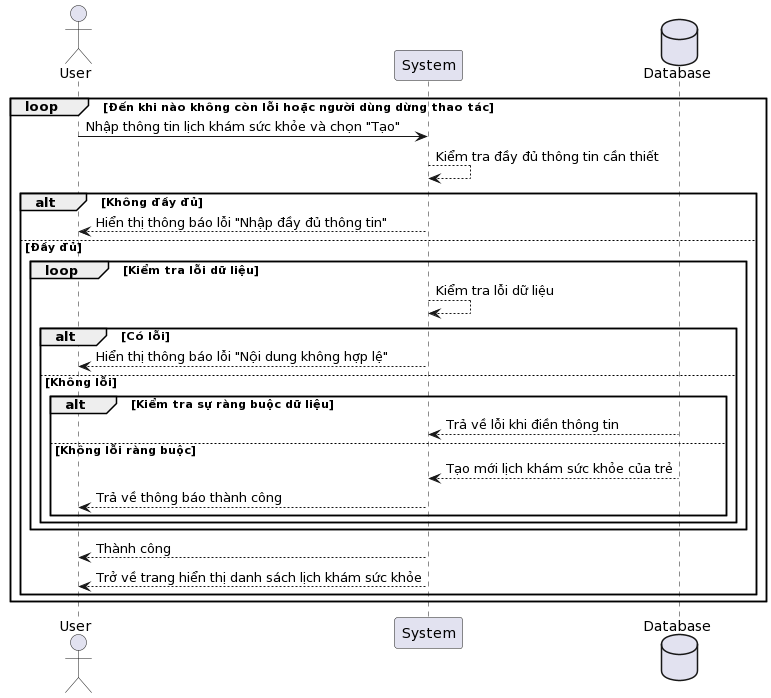 User
System
Database
loop [Đến khi nào không còn lỗi hoặc người dùng dừng thao tác]
Nhập thông tin lịch khám sức khỏe và chọn "Tạo"
Kiểm tra đầy đủ thông tin cần thiết
alt [Không đầy đủ]
Hiển thị thông báo lỗi "Nhập đầy đủ thông tin"
[Đầy đủ]
loop [Kiểm tra lỗi dữ liệu]
Kiểm tra lỗi dữ liệu
alt [Có lỗi]
Hiển thị thông báo lỗi "Nội dung không hợp lệ"
[Không lỗi]
alt [Kiểm tra sự ràng buộc dữ liệu]
Trả về lỗi khi điền thông tin
[Không lỗi ràng buộc]
Tạo mới lịch khám sức khỏe của trẻ
Trả về thông báo thành công
Thành công
Trở về trang hiển thị danh sách lịch khám sức khỏe
User
System
Database